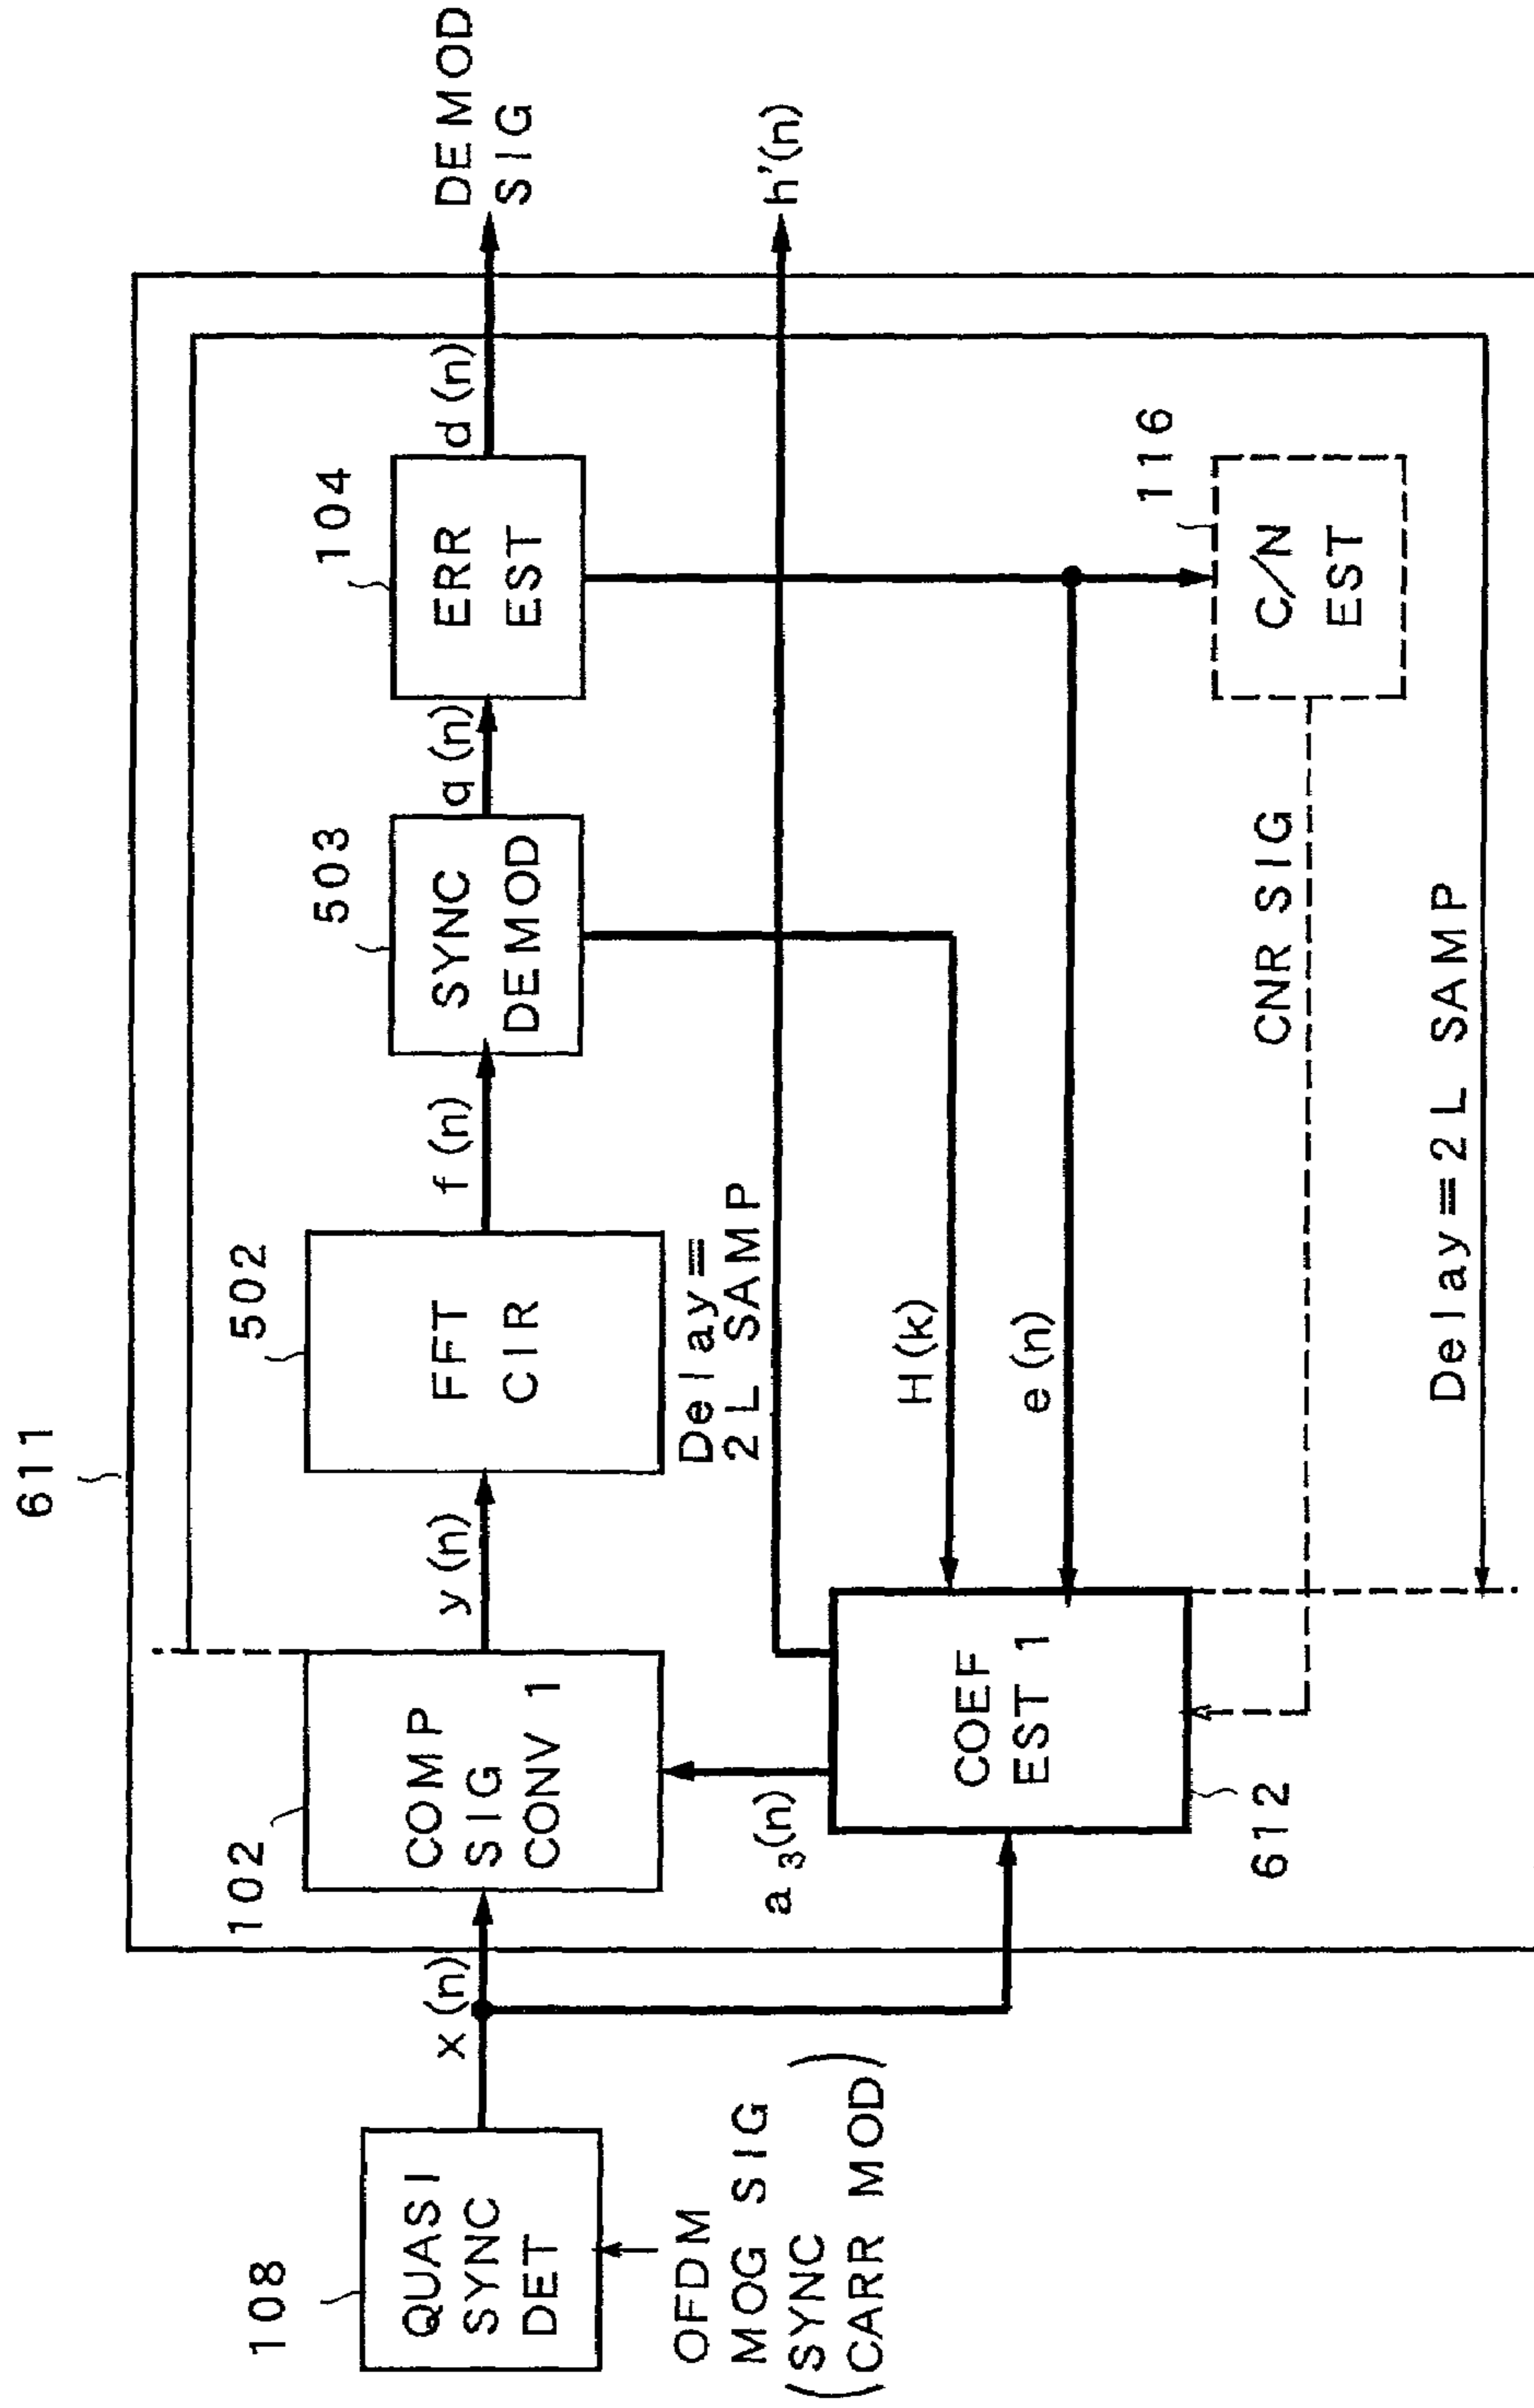 611
108
QUASI
SYNC
DET
OFDM
MOG SIG
(SYNC
CARR MOD)
x (n)
102
COMP
SIG
CONV 1
a 3 (n)
y (n)
502
FFT
CIR
Delay=
2L SAMP
f (n)
503
SYNC
DEMOD
q (n)
104
ERR
EST
d (n)
DEMOD
SIG
h'(n)
H (k)
e (n)
COEF
EST 1
612
116
C/N
EST
CNR SIG
Delay=2L SAMP